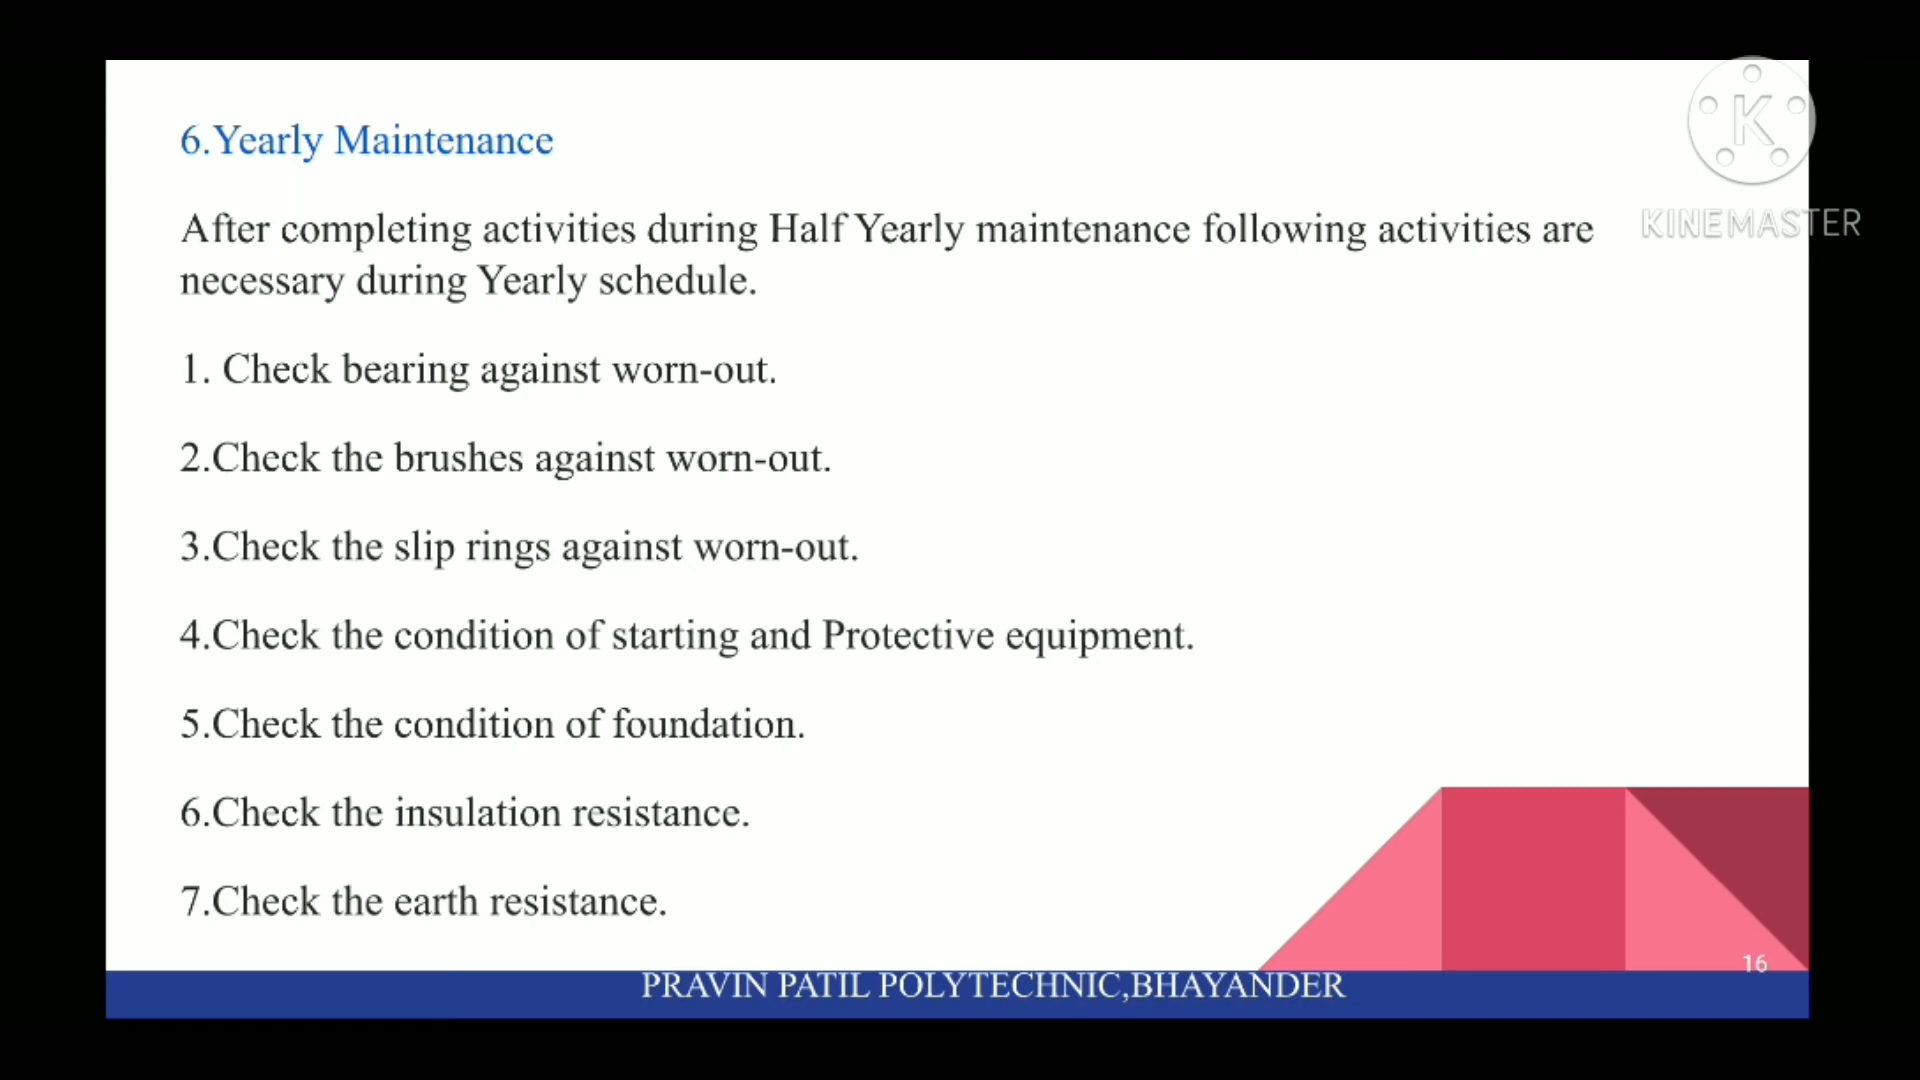 6.Yearly Maintenance
After completing activities during Half Yearly maintenance following activities are
necessary during Yearly schedule.
1. Check bearing against worn-out.
2.Check the brushes against worn-out.
3.Check the slip rings against worn-out.
4.Check the condition of starting and Protective equipment.
5.Check the condition of foundation.
6.Check the insulation resistance.
7.Check the earth resistance.
K
KINEMASTER
16
PRAVIN PATIL POLYTECHNIC,BHAYANDER